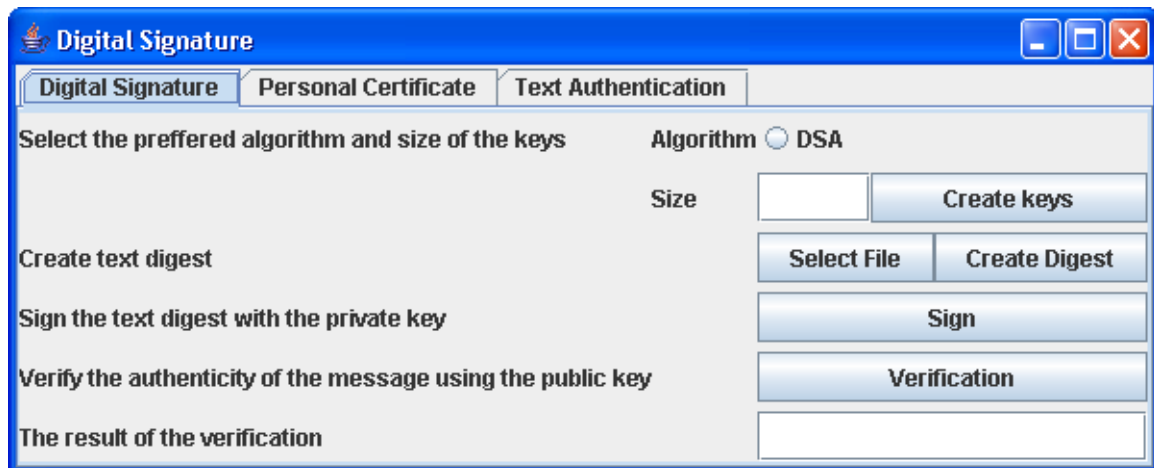 Digital Signature
Digital Signature Personal Certificate Text Authentication
Select the preffered algorithm and size of the keys Algorithm DSA
Size Create keys
Create text digest Select File Create Digest
Sign the text digest with the private key Sign
Verify the authenticity of the message using the public key Verification
The result of the verification